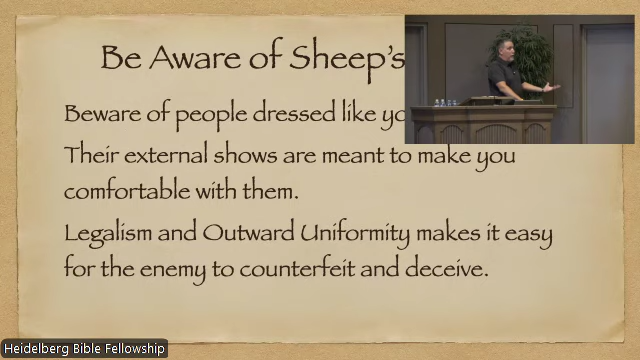 Be Aware of Sheep's
Beware of people dressed like yo
Their external shows are meant to make you
comfortable with them.
Legalism and Outward Uniformity makes it easy
for the enemy to counterfeit and deceive.
Heidelberg Bible Fellowship